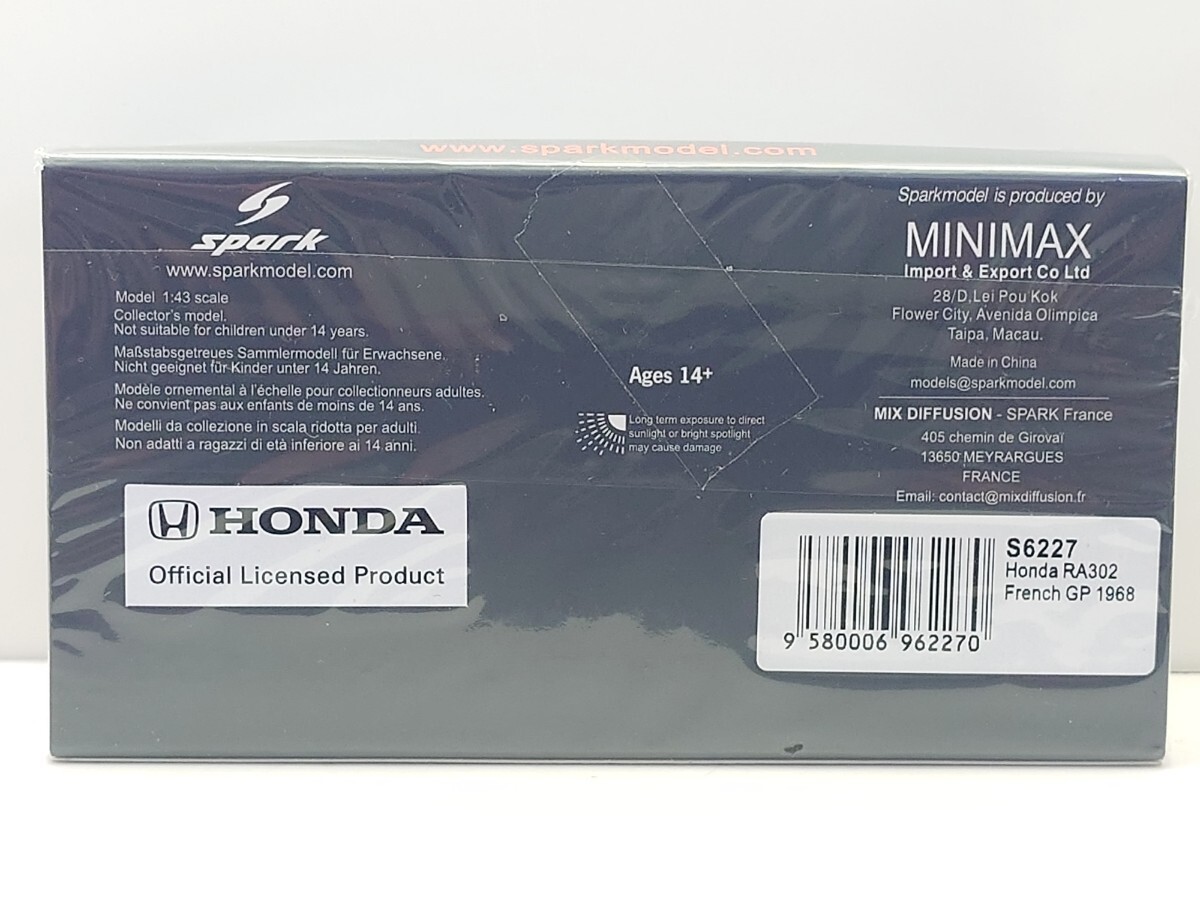 www.sparkmodel.com
spark
www.sparkmodel.com
Model 1:43 scale
Collector's model.
Not suitable for children under 14 years.
Maßstabsgetreues Sammlermodell für Erwachsene.
Nicht geeignet für Kinder unter 14 Jahren.
Modèle ornemental à l'échelle pour collectionneurs adultes.
Ne convient pas aux enfants de moins de 14 ans.
Modelli da collezione in scala ridotta per adulti.
Non adatti a ragazzi di età inferiore ai 14 anni.
HONDA
Official Licensed Product
Ages 14+
Long term exposure to direct
sunlight or bright spotlight
may cause damage
Sparkmodel is produced by
MINIMAX
Import & Export Co Ltd
28/D,Lei Pou Kok
Flower City, Avenida Olimpica
Taipa, Macau.
Made in China
models@sparkmodel.com
MIX DIFFUSION - SPARK France
405 chemin de Girovaï
13650 MEYRARGUES
FRANCE
Email: contact@mixdiffusion.fr
S6227
Honda RA302
French GP 1968
9 580006 962270